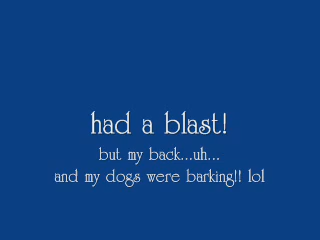 had a blast!
but my back...uh...
and my dogs were barking!! lol